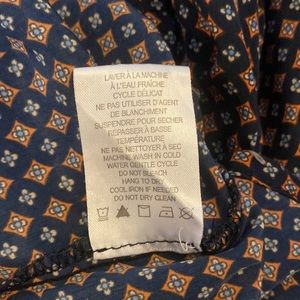 LAVER À LA MACHINE
À L'EAU FRAÎCHE
CYCLE DÉLICAT
NE PAS UTILISER D'AGENT
DE BLANCHIMENT
SUSPENDRE POUR SÉCHER
REPASSER À BASSE
TEMPÉRATURE
NE PAS NETTOYER À SEC
MACHINE WASH IN COLD
WATER GENTLE CYCLE
DO NOT BLEACH
HANG TO DRY
COOL IRON IF NEEDED
DO NOT DRY CLEAN